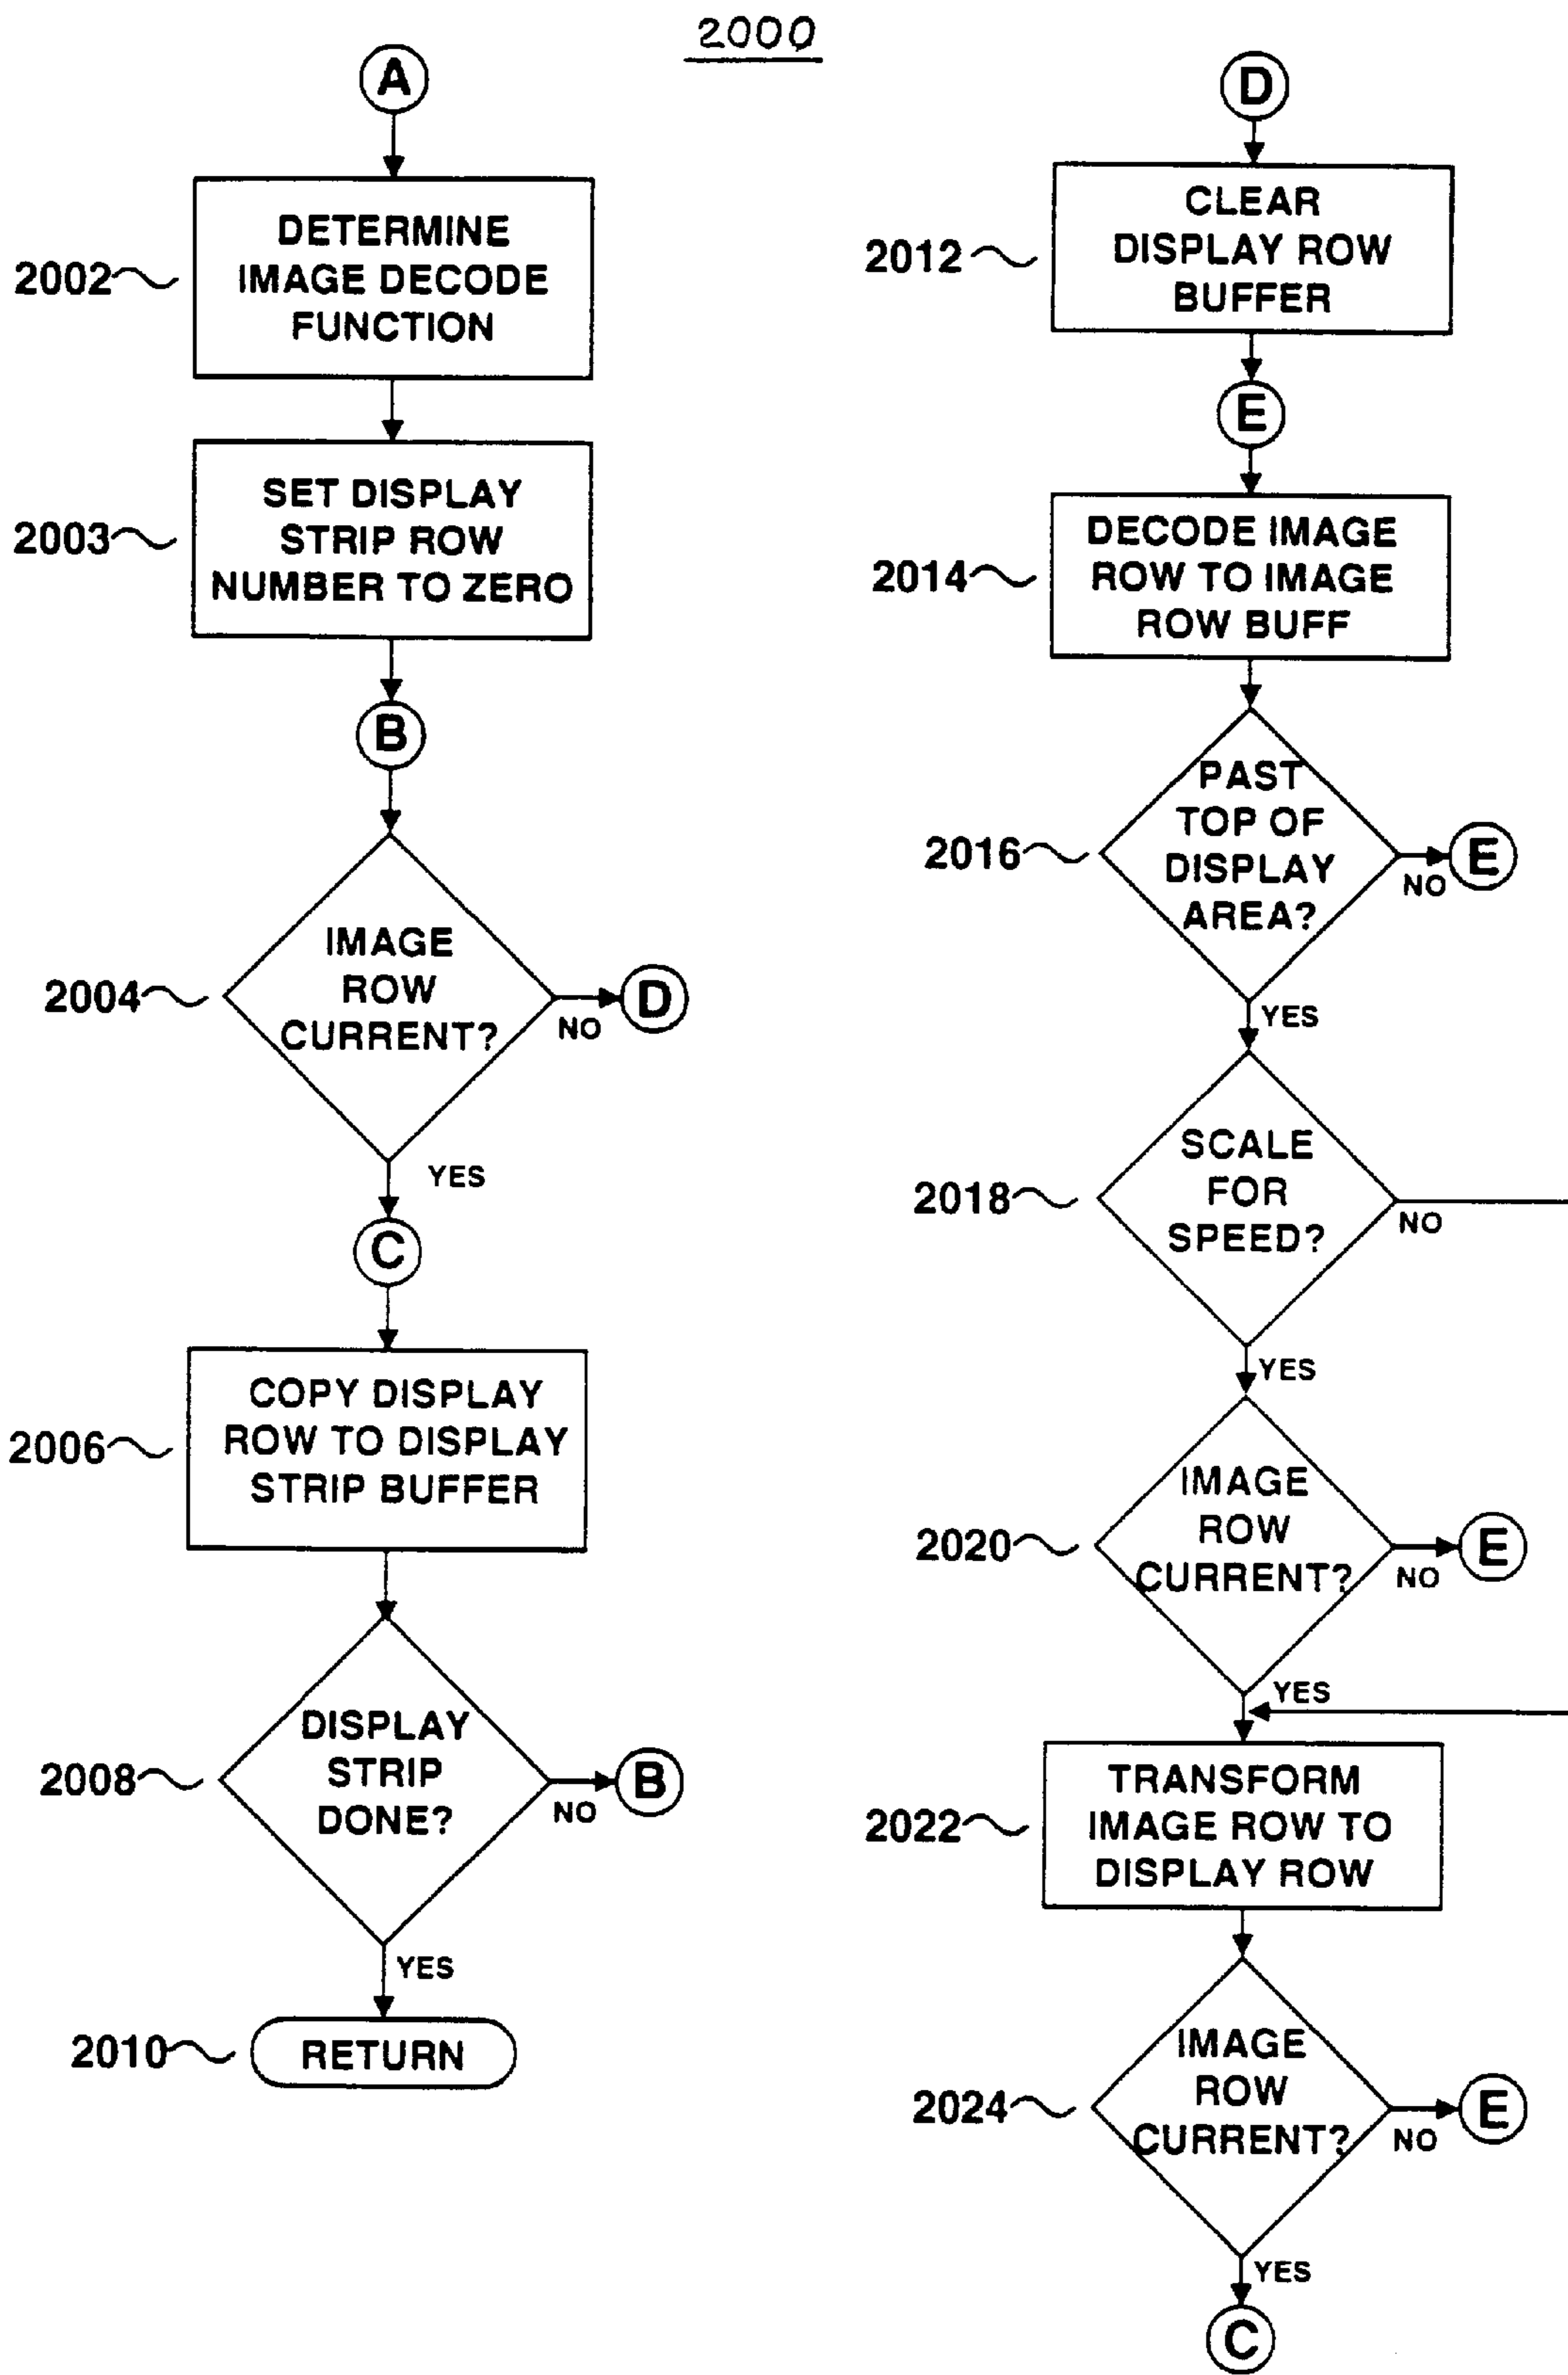 2000
A
2002
DETERMINE
IMAGE DECODE
FUNCTION
2003
SET DISPLAY
STRIP ROW
NUMBER TO ZERO
B
2004
IMAGE
ROW
CURRENT?
NO
D
YES
C
2006
COPY DISPLAY
ROW TO DISPLAY
STRIP BUFFER
2008
DISPLAY
STRIP
DONE?
NO
B
YES
2010
RETURN
D
2012
CLEAR
DISPLAY ROW
BUFFER
E
2014
DECODE IMAGE
ROW TO IMAGE
ROW BUFF
2016
PAST
TOP OF
DISPLAY
AREA?
NO
E
YES
2018
SCALE
FOR
SPEED?
NO
YES
2020
IMAGE
ROW
CURRENT?
NO
E
YES
2022
TRANSFORM
IMAGE ROW TO
DISPLAY ROW
2024
IMAGE
ROW
CURRENT?
NO
E
YES
C